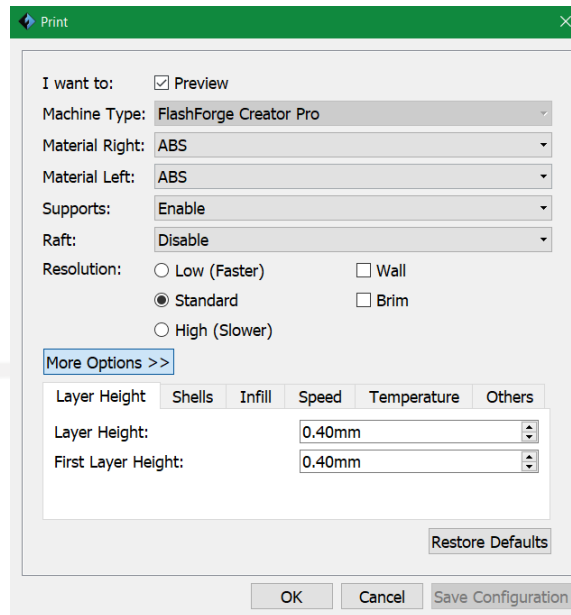 Print
I want to: Preview
Machine Type: FlashForge Creator Pro
Material Right: ABS
Material Left: ABS
Supports: Enable
Raft: Disable
Resolution: Low (Faster) Wall
Standard Brim
High (Slower)
More Options >>
Layer Height Shells Infill Speed Temperature Others
Layer Height: 0.40mm
First Layer Height: 0.40mm
Restore Defaults
OK Cancel Save Configuration